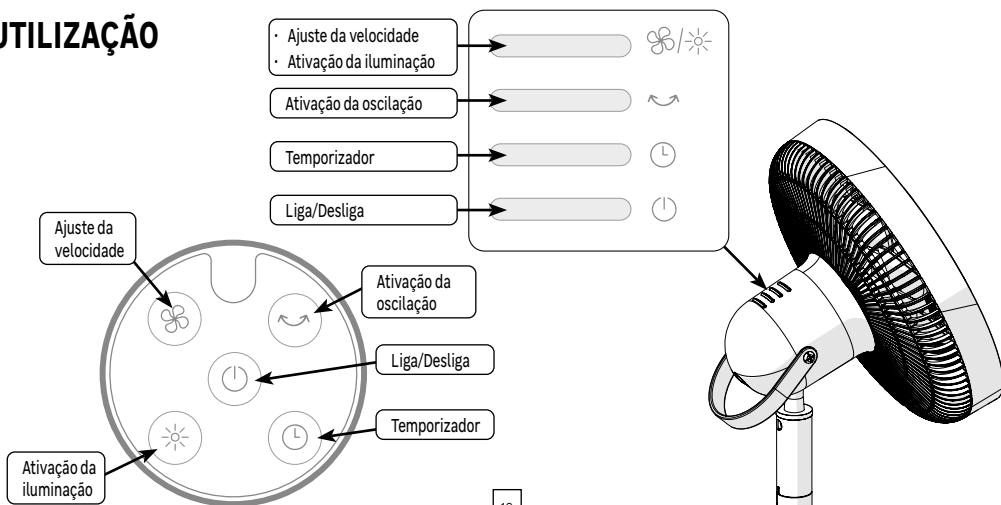 UTILIZAÇÃO
· Ajuste da velocidade
· Ativação da iluminação
Ativação da oscilação
Temporizador
Liga/Desliga
Ajuste da
velocidade
Ativação da
oscilação
Liga/Desliga
Temporizador
Ativação da
iluminação